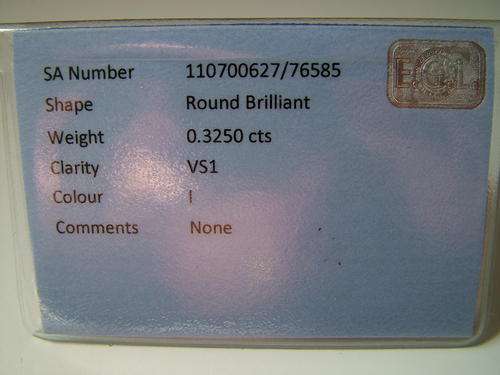 E.G.L.
SA Number 110700627/76585
Shape Round Brilliant
Weight 0.3250 cts
Clarity VS1
Colour I
Comments None